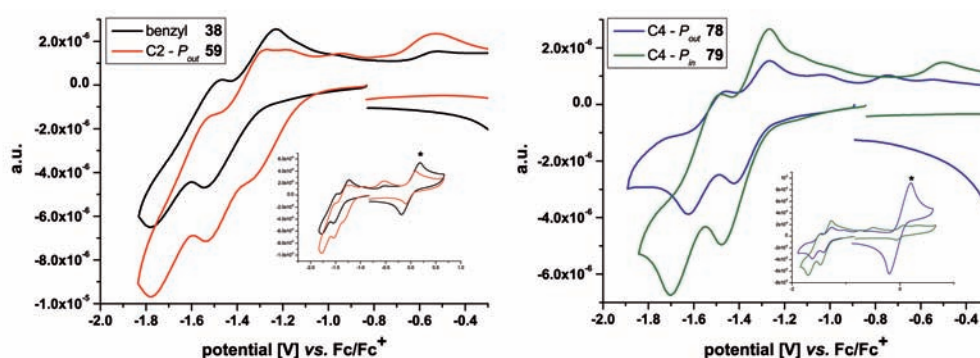 benzyl 38
C2 - Pout 59
2.0x10⁻⁶
0.0
-2.0x10⁻⁶
-4.0x10⁻⁶
-6.0x10⁻⁶
-8.0x10⁻⁶
-1.0x10⁻⁵
a.u.
*
-2.0 -1.8 -1.6 -1.4 -1.2 -1.0 -0.8 -0.6 -0.4
potential [V] vs. Fc/Fc⁺
C4 - Pout 78
C4 - Pin 79
2.0x10⁻⁶
0.0
-2.0x10⁻⁶
-4.0x10⁻⁶
-6.0x10⁻⁶
a.u.
*
-2.0 -1.8 -1.6 -1.4 -1.2 -1.0 -0.8 -0.6 -0.4
potential [V] vs. Fc/Fc⁺